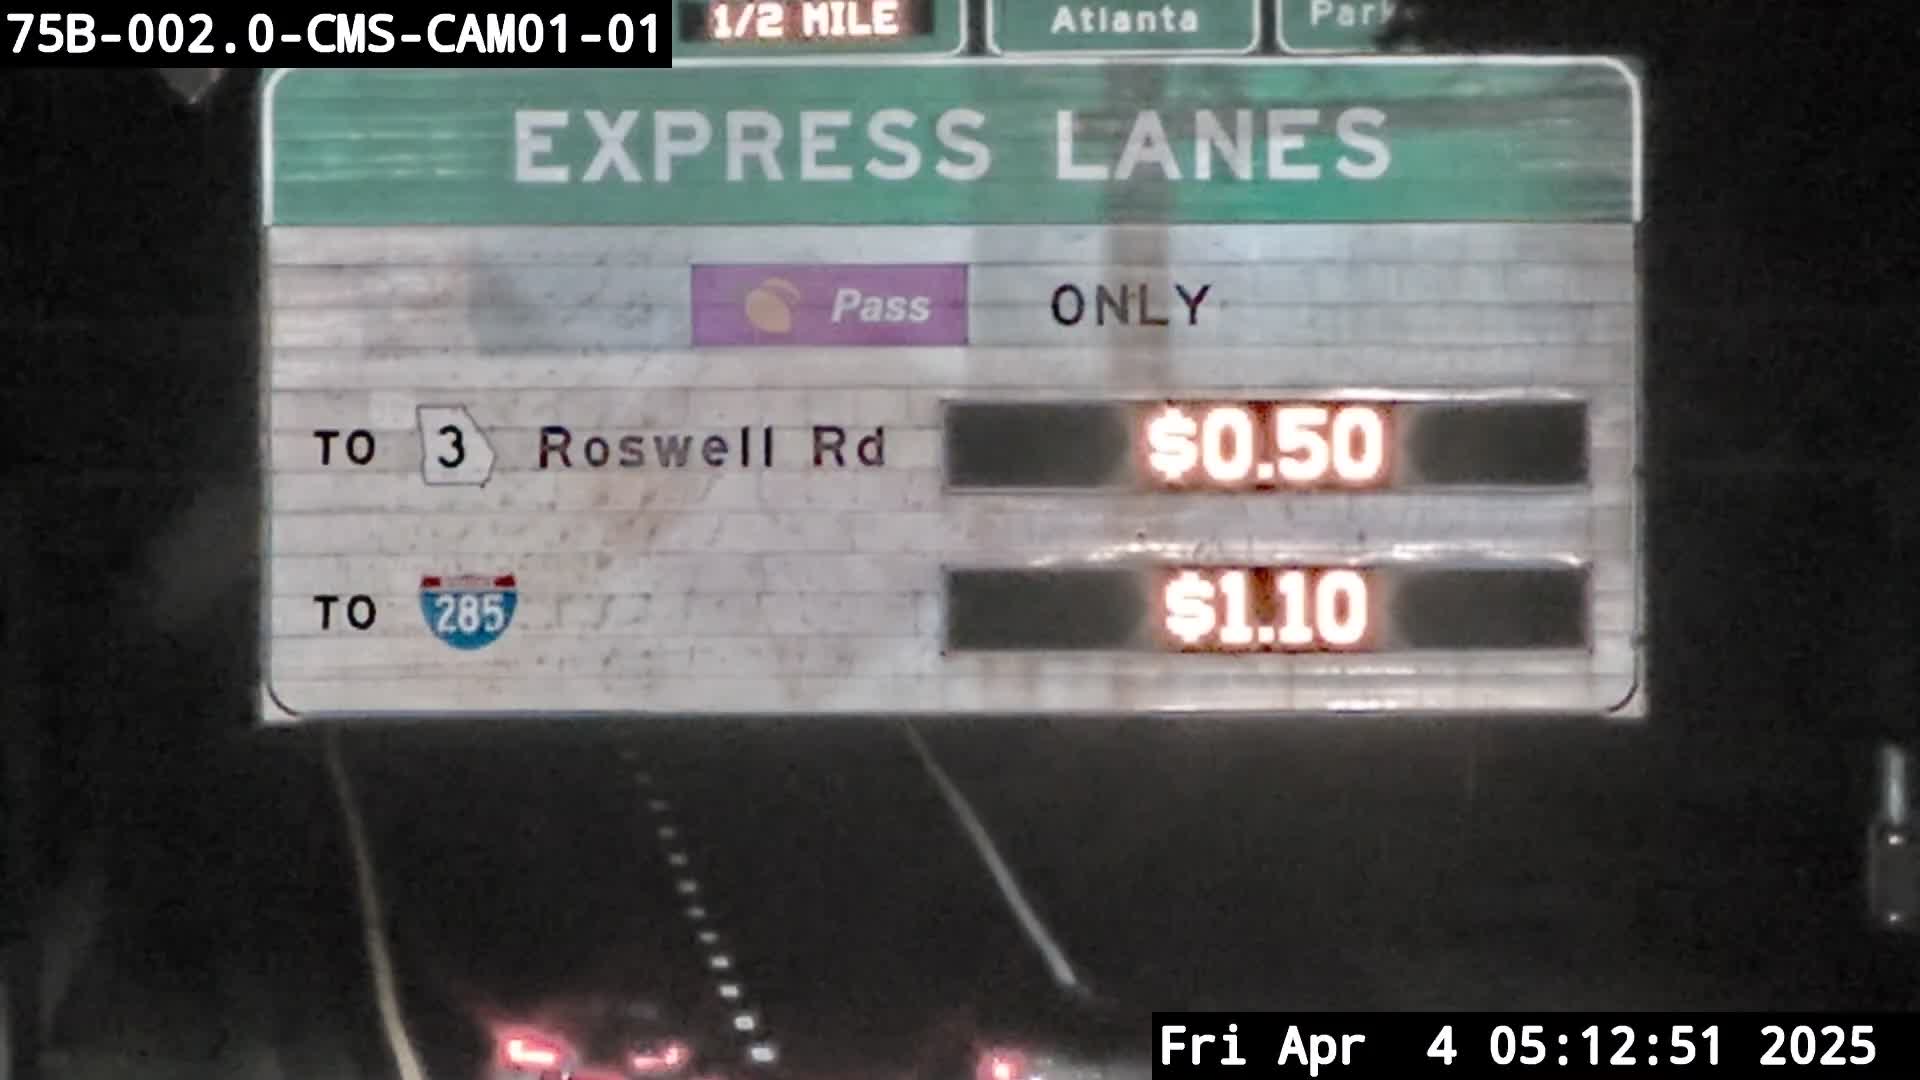 75B-002.0-CMS-CAM01-01
1/2 MILE
Atlanta
EXPRESS LANES
Pass ONLY
TO 3 Roswell Rd $0.50
TO 285 $1.10
Fri Apr 4 05:12:51 2025